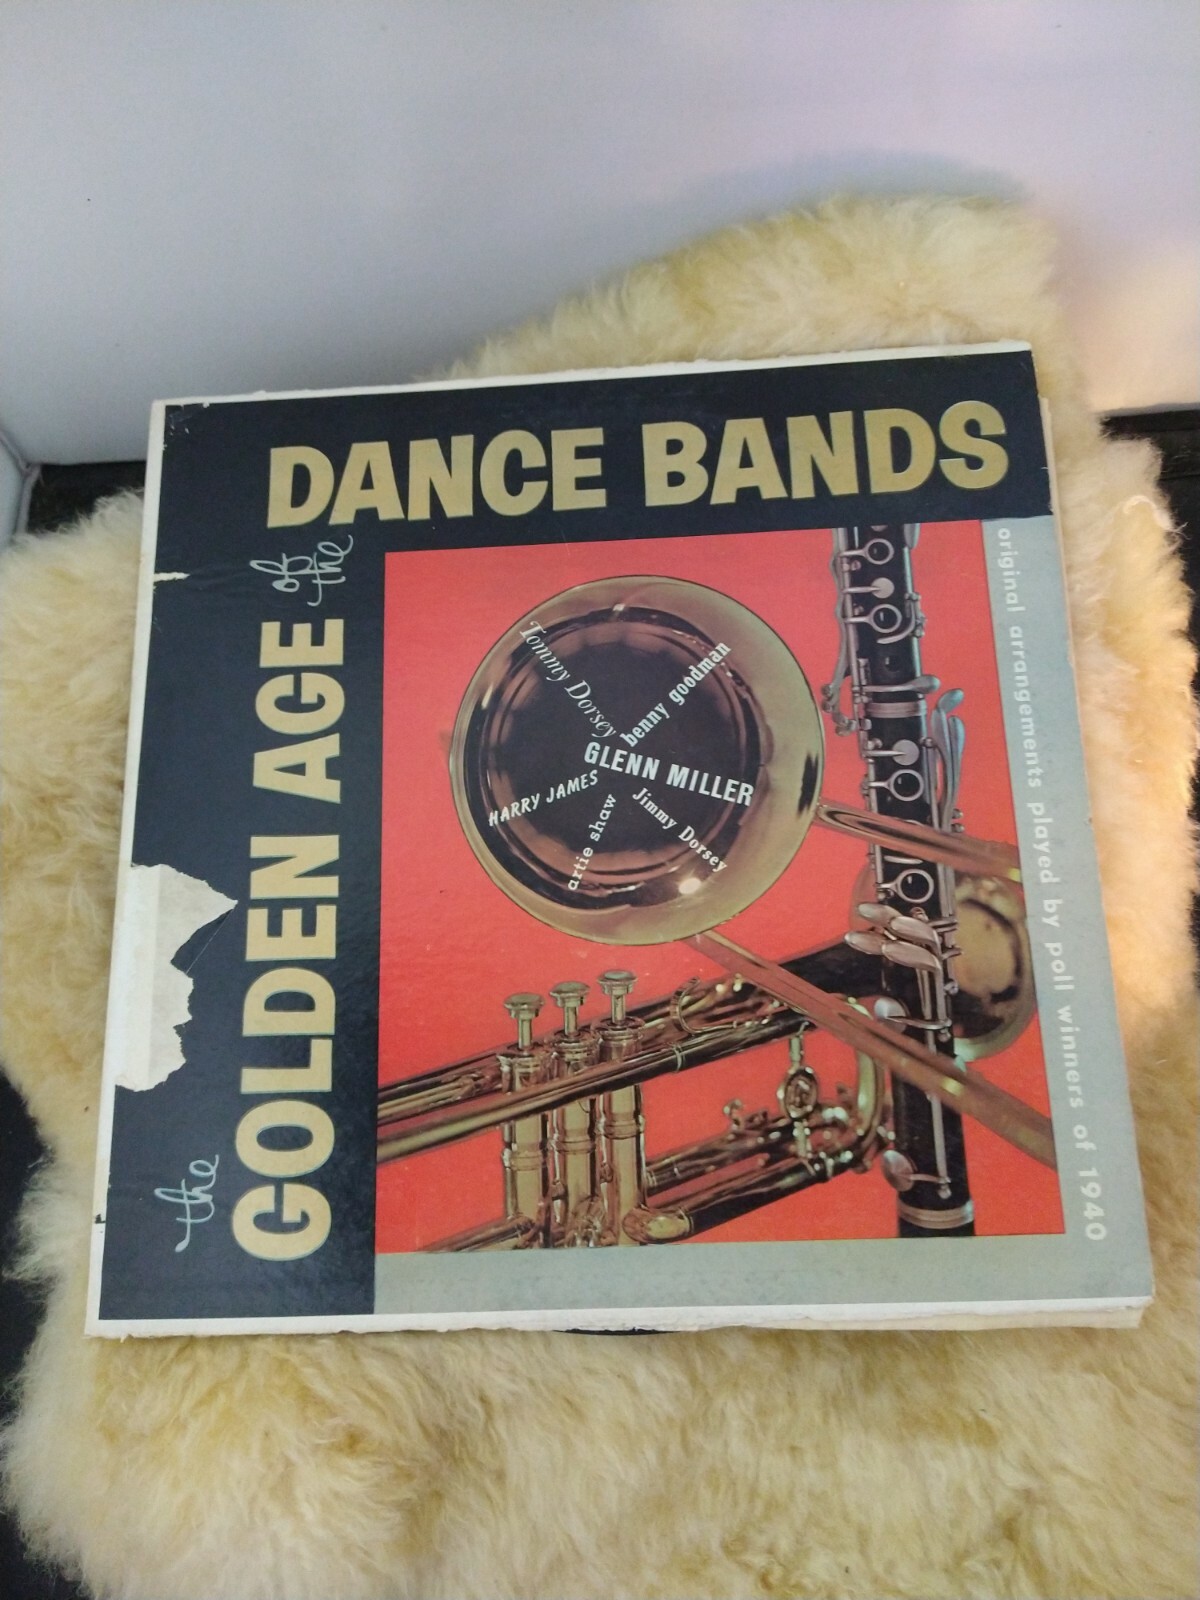 the
GOLDEN AGE of the
DANCE BANDS
Tommy Dorsey
benny goodman
GLENN MILLER
HARRY JAMES
artie shaw
Jimmy Dorsey
original arrangements played by poll winners of 1940